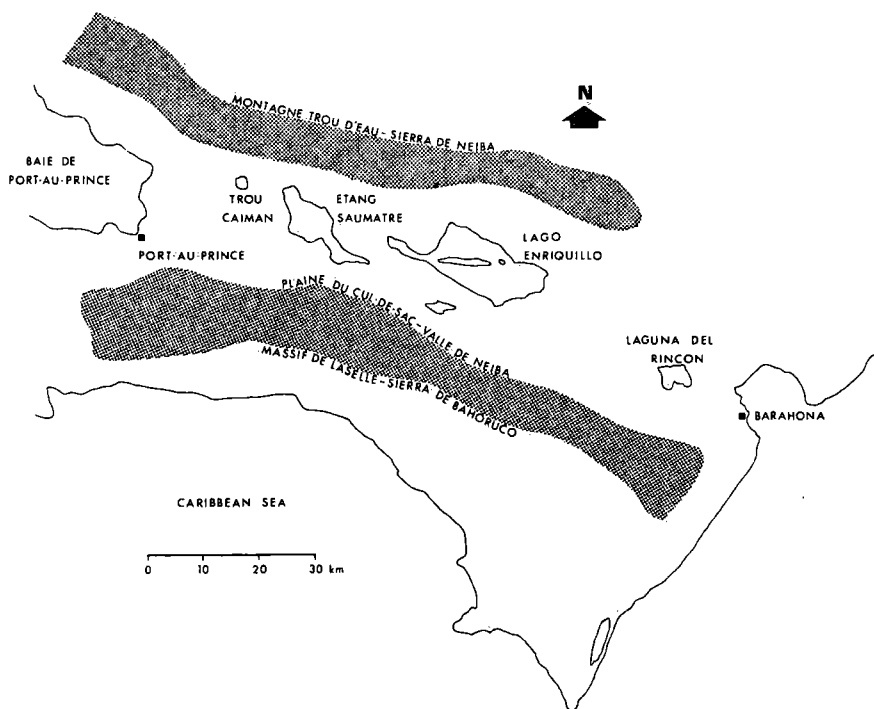 N
MONTAGNE TROU D'EAU-SIERRA DE NEIBA
BAIE DE
PORT-AU-PRINCE
TROU
CAIMAN
ETANG
SAUMATRE
LAGO
ENRIQUILLO
PORT-AU-PRINCE
PLAINE DU CUL-DE-SAC-VALLE DE NEIBA
MASSIF DE LASELLE-SIERRA DE BAHORUCO
LAGUNA DEL
RINCON
BARAHONA
CARIBBEAN SEA
0 10 20 30 km